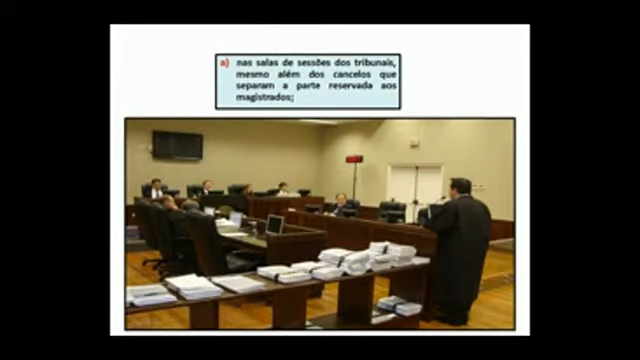 a) nas salas de sessões dos tribunais,
mesmo além dos cancelos que
separam a parte reservada aos
magistrados;